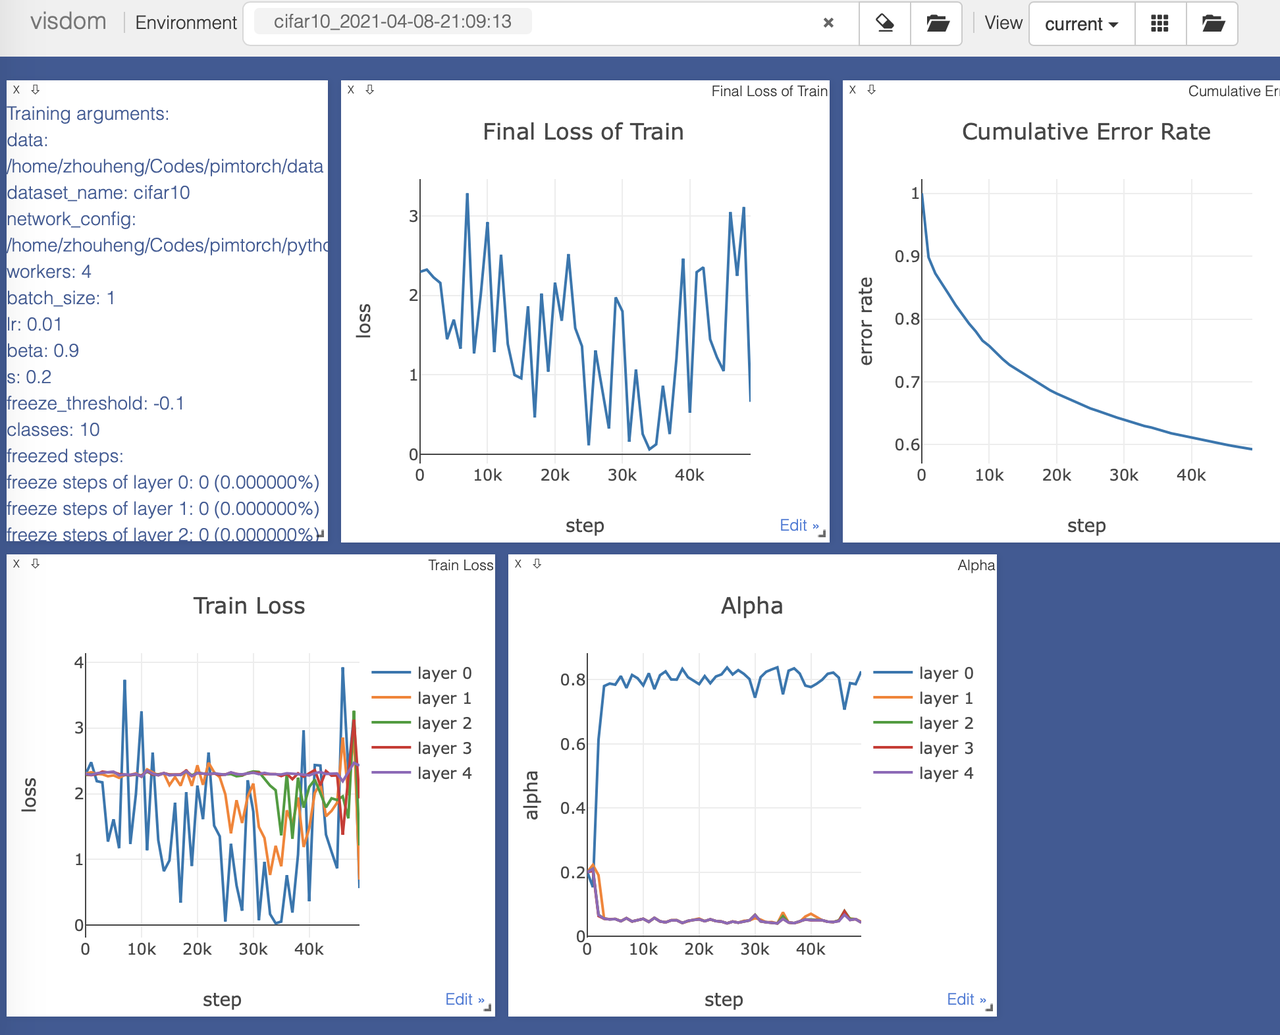 visdom Environment cifar10_2021-04-08-21:09:13 × View current
X
Training arguments:
data:
/home/zhouheng/Codes/pimtorch/data
dataset_name: cifar10
network_config:
/home/zhouheng/Codes/pimtorch/pytho
workers: 4
batch_size: 1
lr: 0.01
beta: 0.9
s: 0.2
freeze_threshold: -0.1
classes: 10
freezed steps:
freeze steps of layer 0: 0 (0.000000%)
freeze steps of layer 1: 0 (0.000000%)
freeze steps of layer 2: 0 (0.000000%)
X Final Loss of Train
Final Loss of Train
3
2
1
0
loss
0 10k 20k 30k 40k
step
Edit »
X Cumulative Er
Cumulative Error Rate
1
0.9
0.8
0.7
0.6
error rate
0 10k 20k 30k 40k
step
X Train Loss
Train Loss
4
3
2
1
0
loss
layer 0
layer 1
layer 2
layer 3
layer 4
0 10k 20k 30k 40k
step
Edit »
X Alpha
Alpha
0.8
0.6
0.4
0.2
0
alpha
layer 0
layer 1
layer 2
layer 3
layer 4
0 10k 20k 30k 40k
step
Edit »